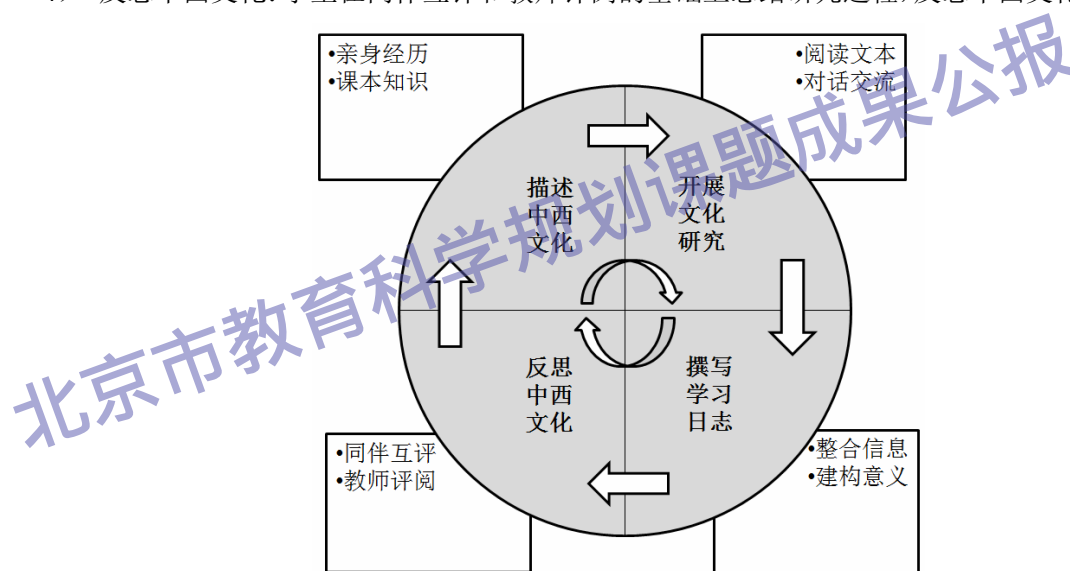 •亲身经历
•课本知识
•阅读文本
•对话交流
描述
中西
文化
开展
文化
研究
反思
中西
文化
撰写
学习
日志
•同伴互评
•教师评阅
•整合信息
•建构意义
北京市教育科学规划课题成果公报